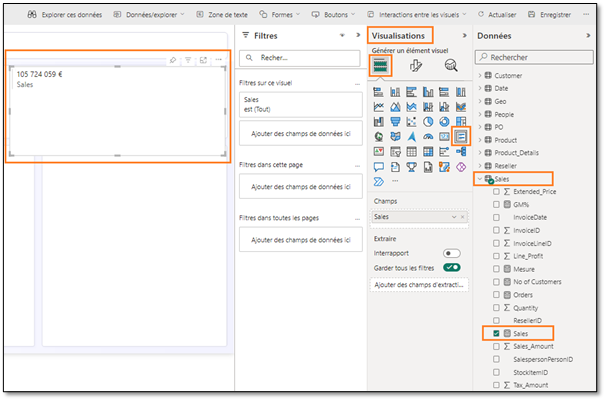 Explorer ces données
Données/explorer
Zone de texte
Formes
Boutons
Interactions entre les visuels
Actualiser
Enregistrer
105 724 059 €
Sales
Filtres
Recher...
Filtres sur ce visuel
Sales
est (Tout)
Ajouter des champs de données ici
Filtres dans cette page
Ajouter des champs de données ici
Filtres dans toutes les pages
Ajouter des champs de données ici
Visualisations
Générer un élément visuel
Champs
Sales
Extraire
Interrapport
Garder tous les filtres
Ajouter des champs d'extracti...
Données
Rechercher
Customer
Date
Geo
People
PO
Product
Product_Details
Reseller
Sales
Extended_Price
GM%
InvoiceDate
InvoiceID
InvoiceLineID
Line_Profit
Mesure
No of Customers
Orders
Quantity
ResellerID
Sales
Sales_Amount
SalespersonPersonID
StockItemID
Tax_Amount